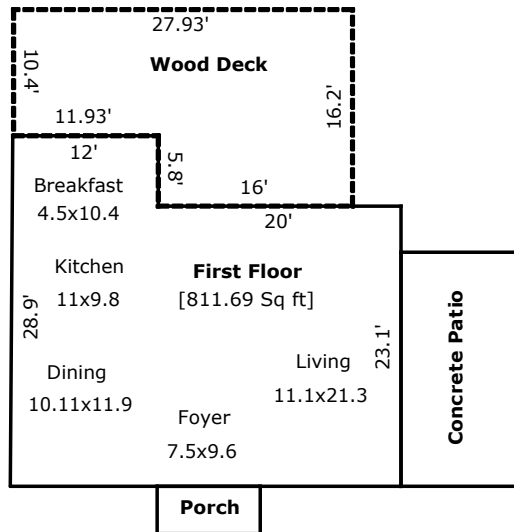 27.93'
10.4'
Wood Deck
16.2'
11.93'
12'
5.8'
16'
20'
Breakfast
4.5x10.4
Kitchen
11x9.8
First Floor
[811.69 Sq ft]
28.9'
23.1'
Concrete Patio
Living
11.1x21.3
Dining
10.11x11.9
Foyer
7.5x9.6
Porch